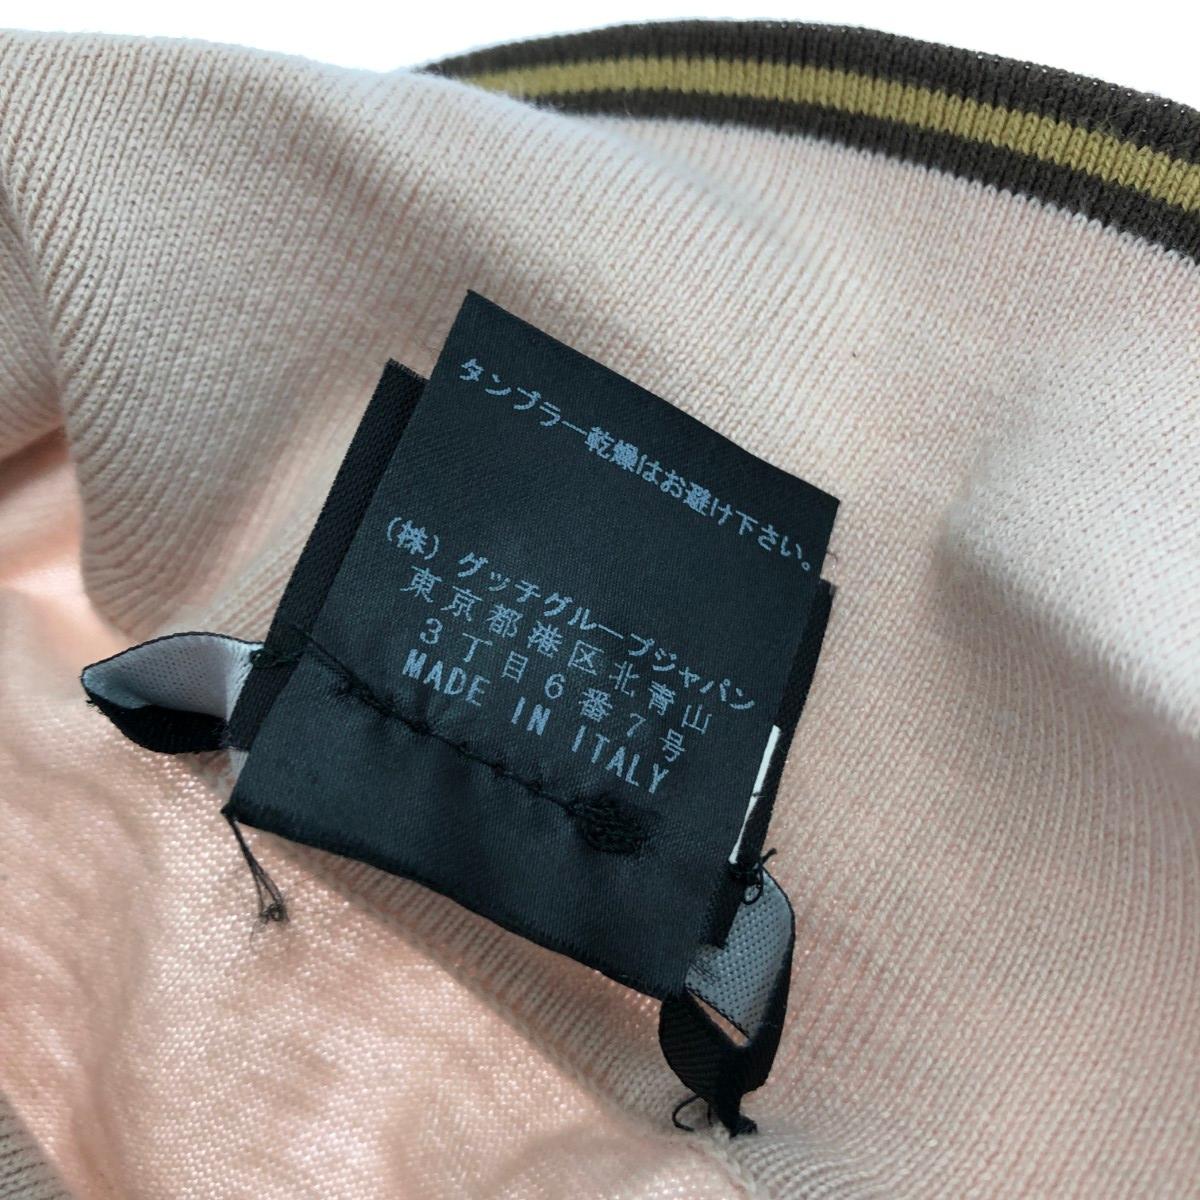 タンブラー乾燥はお避け下さい。
(株)グッチグループジャパン
東京都港区北青山
3丁目6番7号
MADE IN ITALY